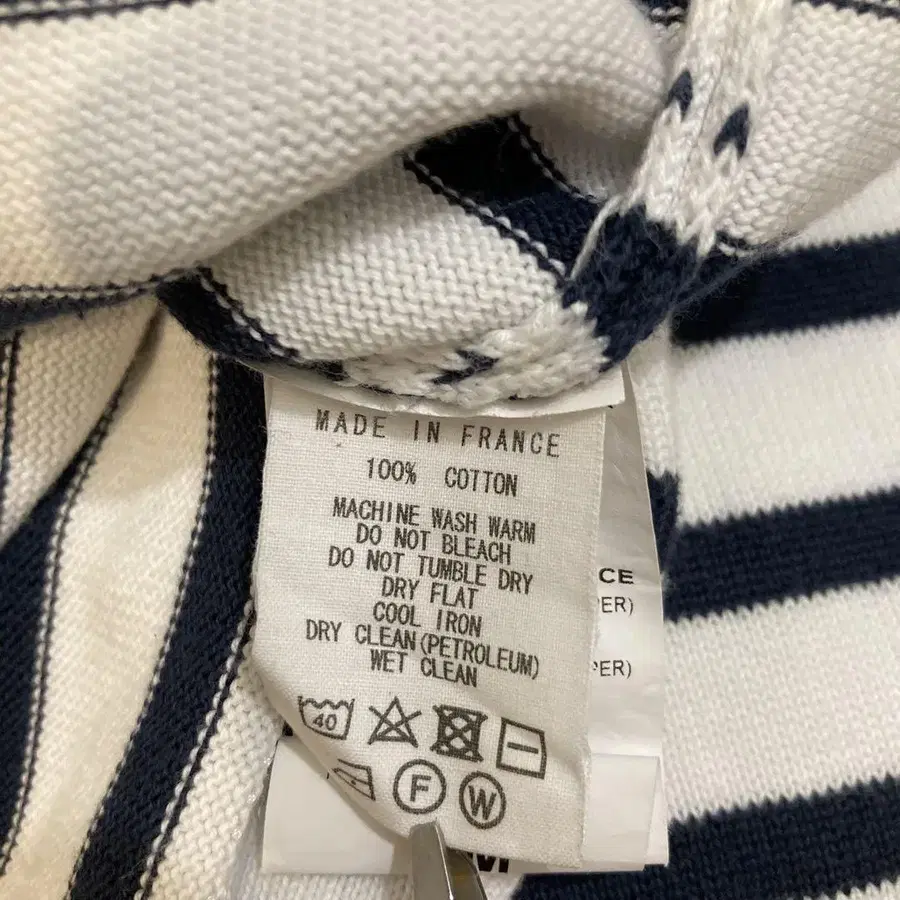 MADE IN FRANCE
100% COTTON
MACHINE WASH WARM
DO NOT BLEACH
DO NOT TUMBLE DRY
DRY FLAT
COOL IRON
DRY CLEAN(PETROLEUM)
WET CLEAN
40
F W
CE
PER)
PER)
M